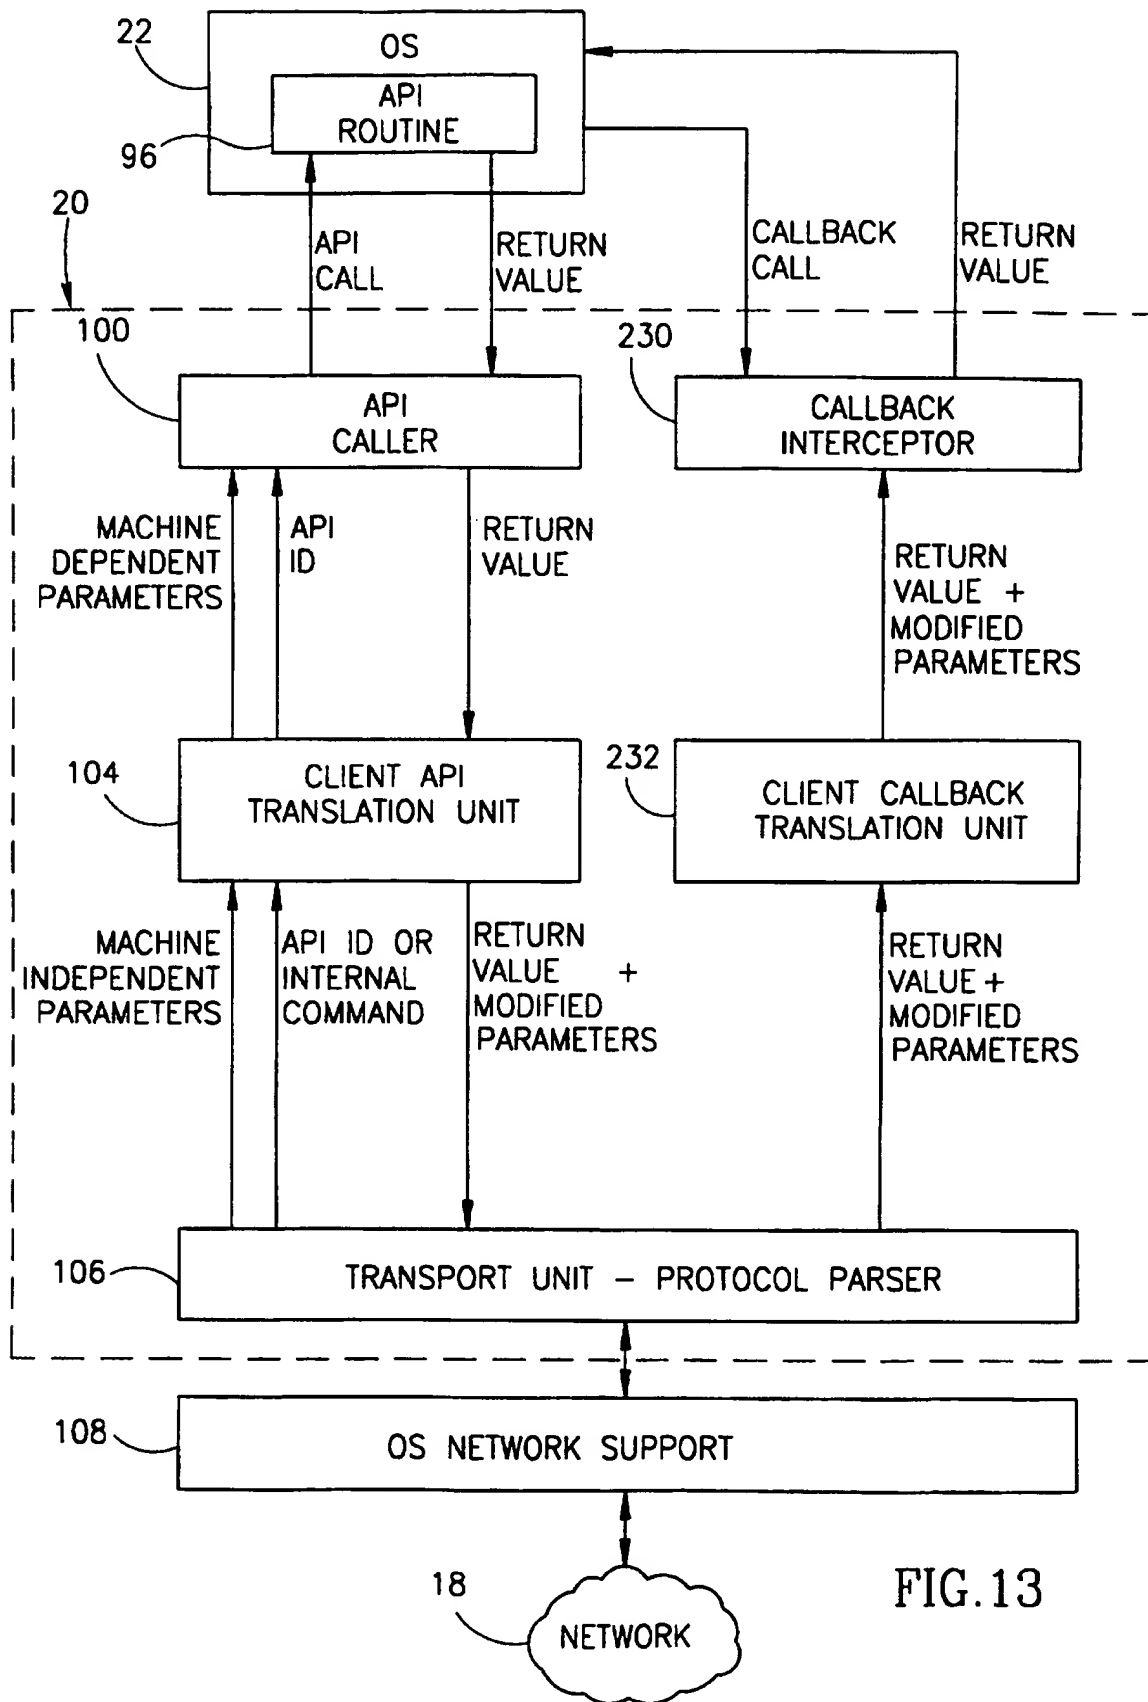 22
OS
API
ROUTINE
96
20
API
CALL
RETURN
VALUE
CALLBACK
CALL
RETURN
VALUE
100
API
CALLER
230
CALLBACK
INTERCEPTOR
MACHINE
DEPENDENT
PARAMETERS
API
ID
RETURN
VALUE
RETURN
VALUE +
MODIFIED
PARAMETERS
104
CLIENT API
TRANSLATION UNIT
232
CLIENT CALLBACK
TRANSLATION UNIT
MACHINE
INDEPENDENT
PARAMETERS
API ID OR
INTERNAL
COMMAND
RETURN
VALUE +
MODIFIED
PARAMETERS
RETURN
VALUE+
MODIFIED
PARAMETERS
106
TRANSPORT UNIT – PROTOCOL PARSER
108
OS NETWORK SUPPORT
18
NETWORK
FIG.13